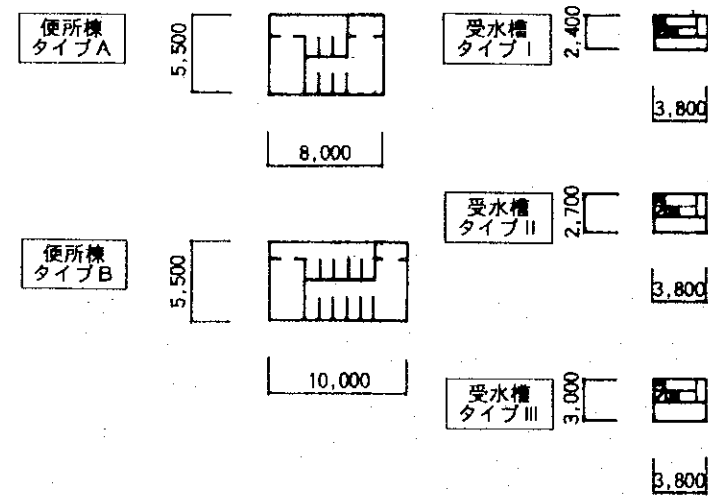 便所棟
タイプA
5,500
8,000
便所棟
タイプB
5,500
10,000
受水槽
タイプI
2,400
3,800
受水槽
タイプII
2,700
3,800
受水槽
タイプIII
3,000
3,800